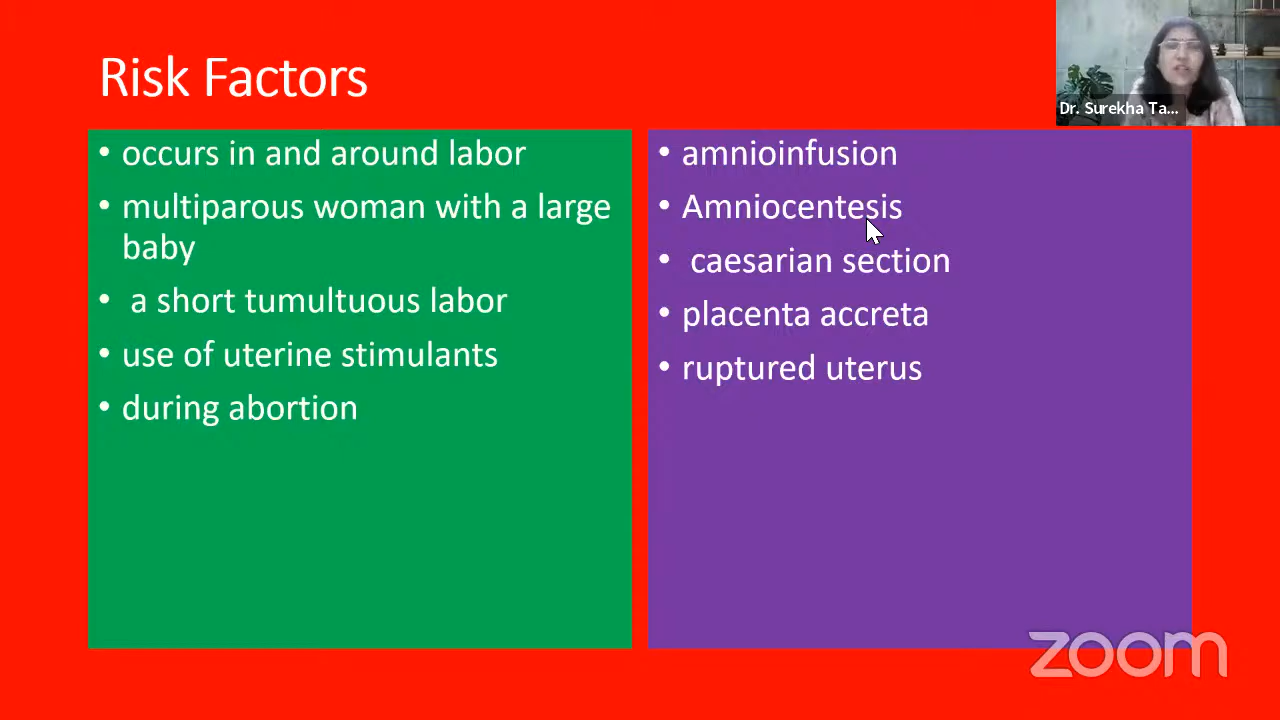 Risk Factors
Dr. Surekha Ta...
• occurs in and around labor
• multiparous woman with a large
baby
• a short tumultuous labor
• use of uterine stimulants
• during abortion
• amnioinfusion
• Amniocentesis
• caesarian section
• placenta accreta
• ruptured uterus
zoom